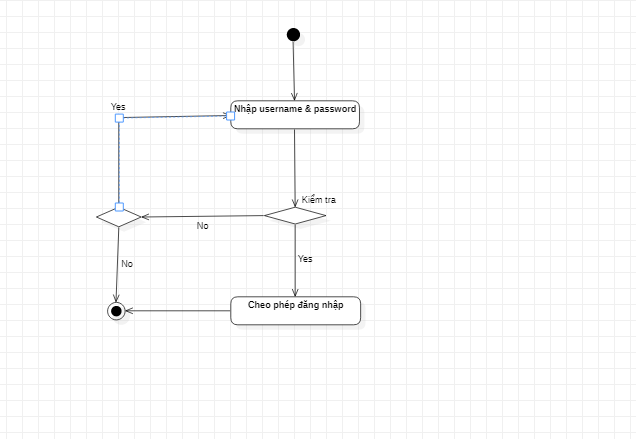 Yes
Nhập username & password
Kiểm tra
No
Yes
No
Cheo phép đăng nhập